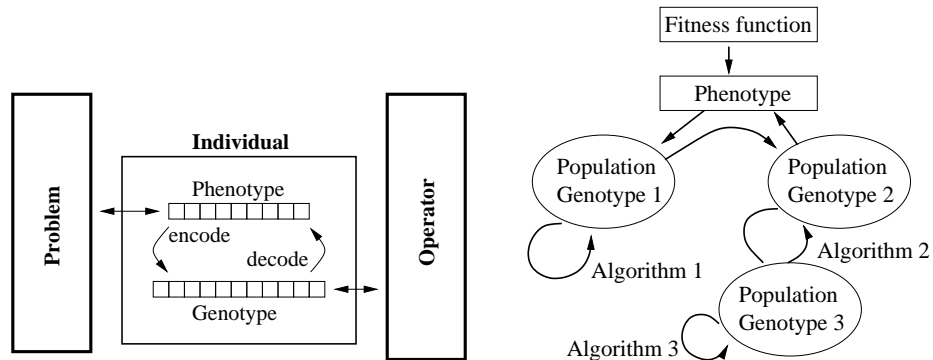 Problem
Individual
Phenotype
encode
decode
Genotype
Operator
Fitness function
Phenotype
Population
Genotype 1
Population
Genotype 2
Algorithm 1
Algorithm 2
Population
Genotype 3
Algorithm 3